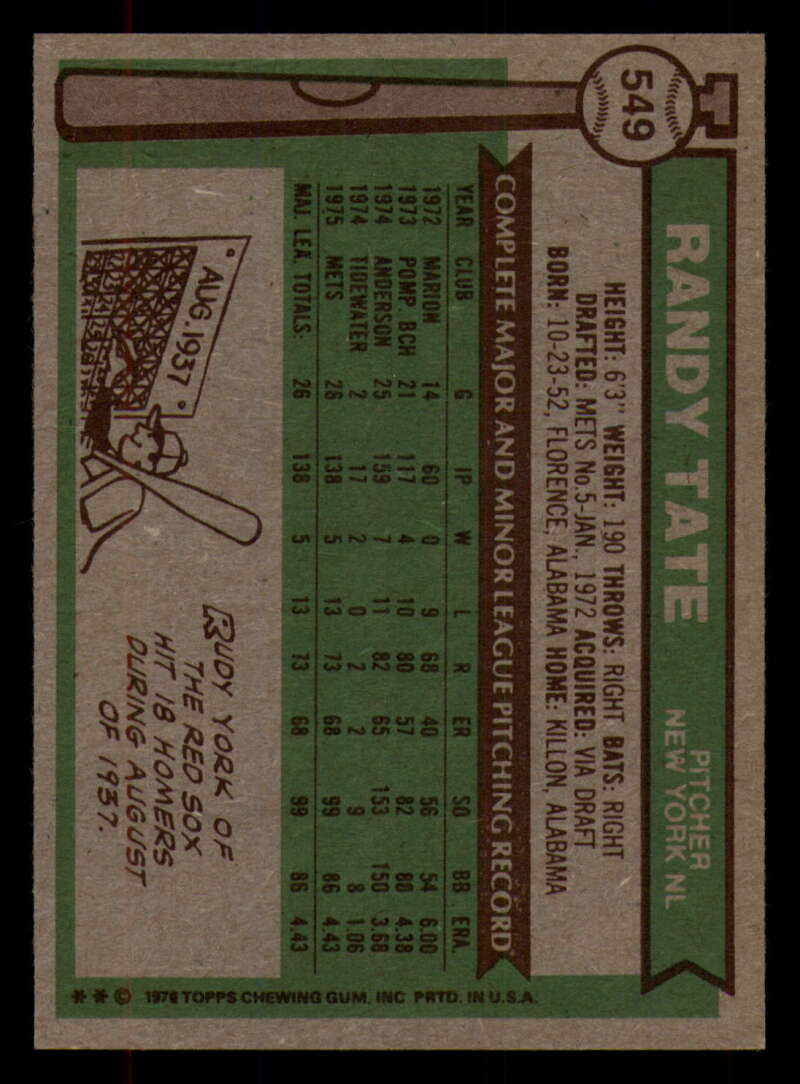 549
RANDY TATE
PITCHER
NEW YORK NL
HEIGHT: 6'3" WEIGHT: 190 THROWS: RIGHT BATS: RIGHT
DRAFTED: METS No.5-JAN., 1972 ACQUIRED: VIA DRAFT
BORN: 10-23-52, FLORENCE, ALABAMA HOME: KILLON, ALABAMA
COMPLETE MAJOR AND MINOR LEAGUE PITCHING RECORD
YEAR CLUB G IP W L R ER SO BB ERA.
1972 MARION 14 60 0 9 68 40 56 54 6.00
1973 POMP BCH 21 117 4 10 80 57 82 80 4.38
1974 ANDERSON 25 159 7 11 82 65 153 150 3.68
1974 TIDEWATER 2 17 2 0 2 2 9 8 1.06
1975 METS 26 138 5 13 73 68 99 86 4.43
MAJ. LEA. TOTALS: 26 138 5 13 73 68 99 86 4.43
AUG. 1937
RUDY YORK OF
THE RED SOX
HIT 18 HOMERS
DURING AUGUST
OF 1937.
** © 1976 TOPPS CHEWING GUM, INC PRTD. IN U.S.A.